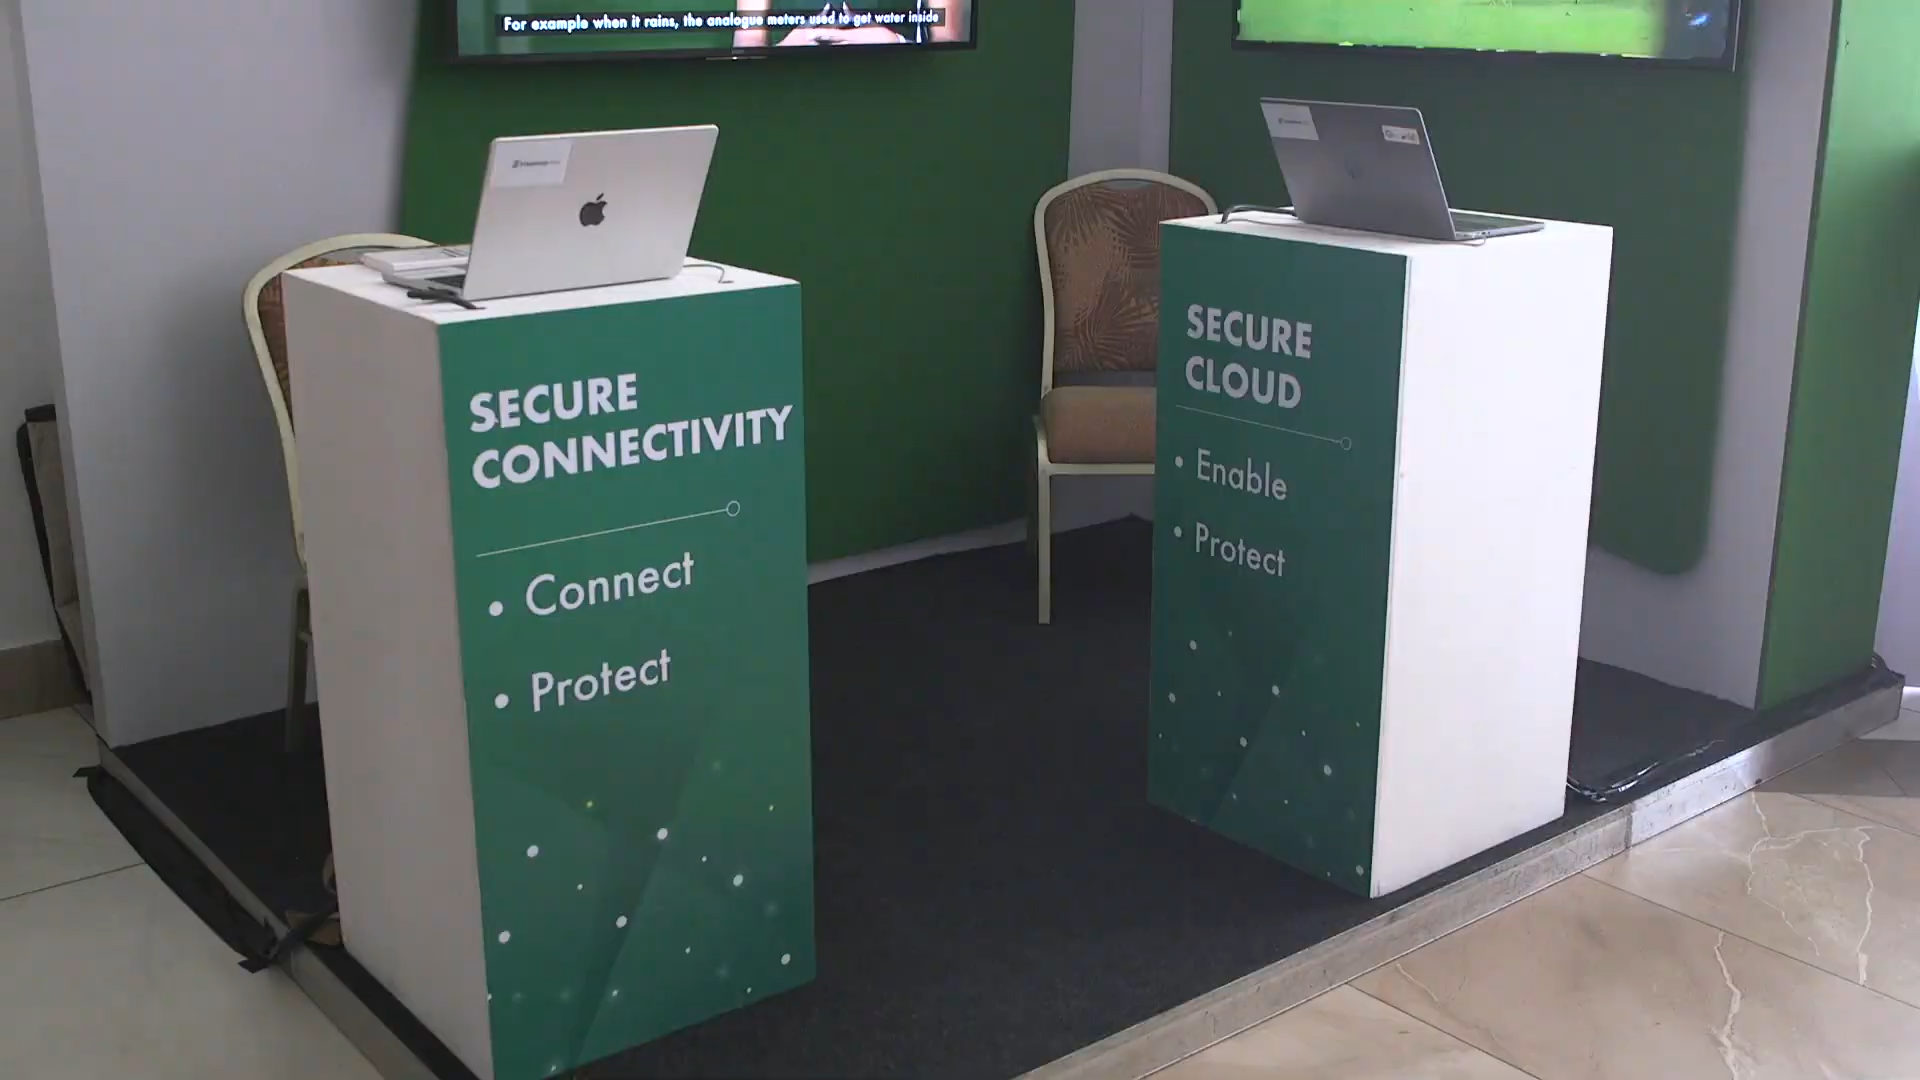 For example when it rains, the analogue meters used to get water inside
SECURE
CONNECTIVITY
• Connect
• Protect
SECURE
CLOUD
• Enable
• Protect